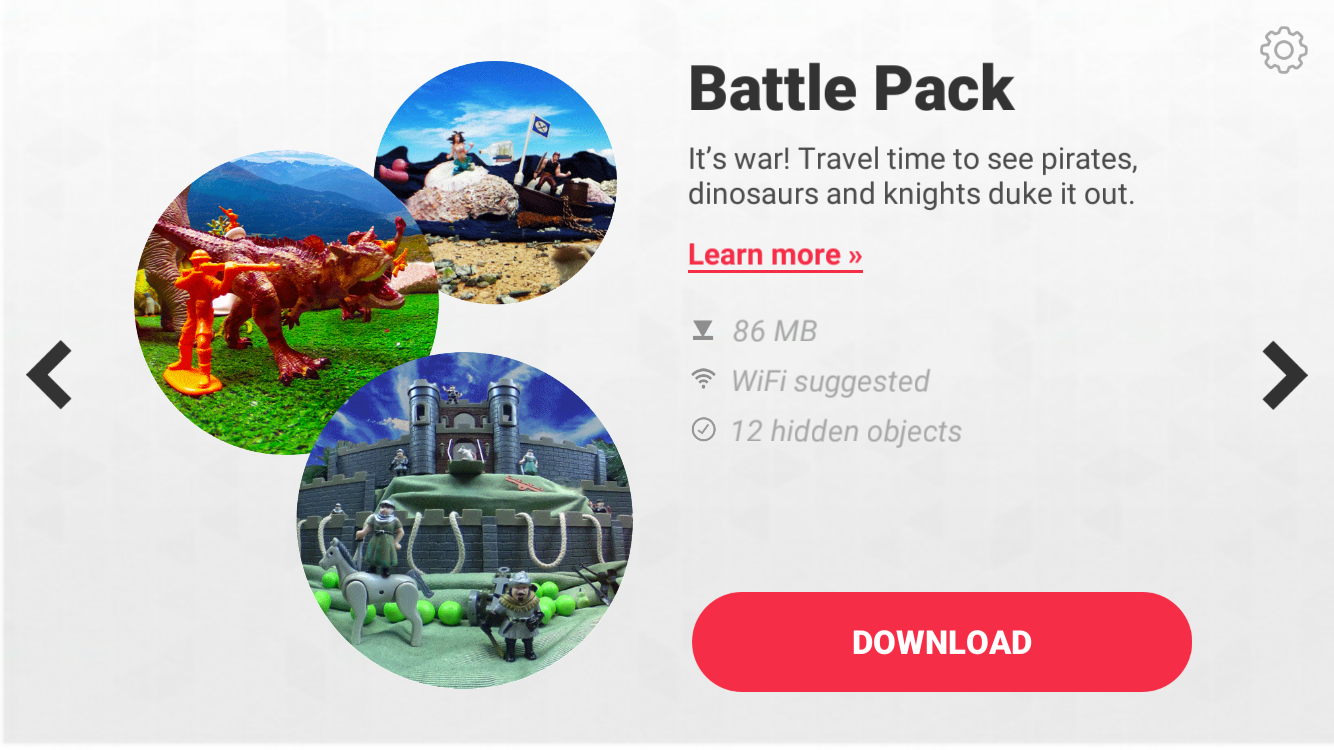 Battle Pack
It’s war! Travel time to see pirates,
dinosaurs and knights duke it out.
Learn more »
86 MB
WiFi suggested
12 hidden objects
DOWNLOAD